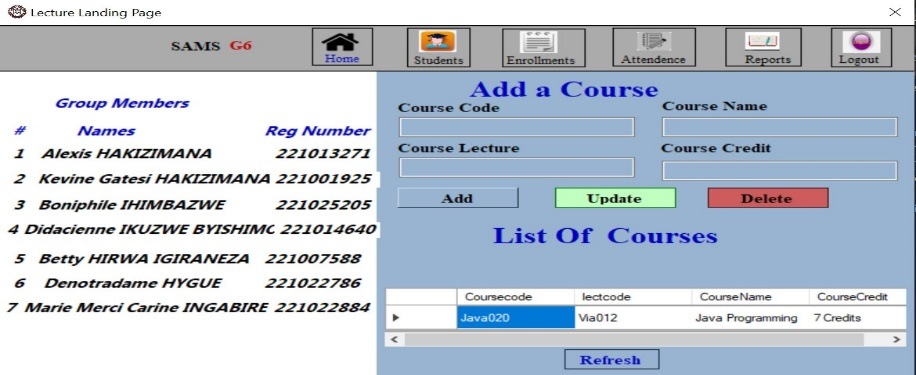 Lecture Landing Page
SAMS G6
Home
Students
Enrollments
Attendence
Reports
Logout
Group Members
# Names Reg Number
1 Alexis HAKIZIMANA 221013271
2 Kevine Gatesi HAKIZIMANA 221001925
3 Boniphile IHIMBAZWE 221025205
4 Didacienne IKUZWE BYISHIMC 221014640
5 Betty HIRWA IGIRANEZA 221007588
6 Denotradome HYGUE 221022786
7 Marie Merci Carine INGABIRE 221022884
Add a Course
Course Code Course Name
Course Lecture Course Credit
Add Update Delete
List Of Courses
Coursecode lectcode CourseName CourseCredit
Java020 Via012 Java Programming 7 Credits
Refresh